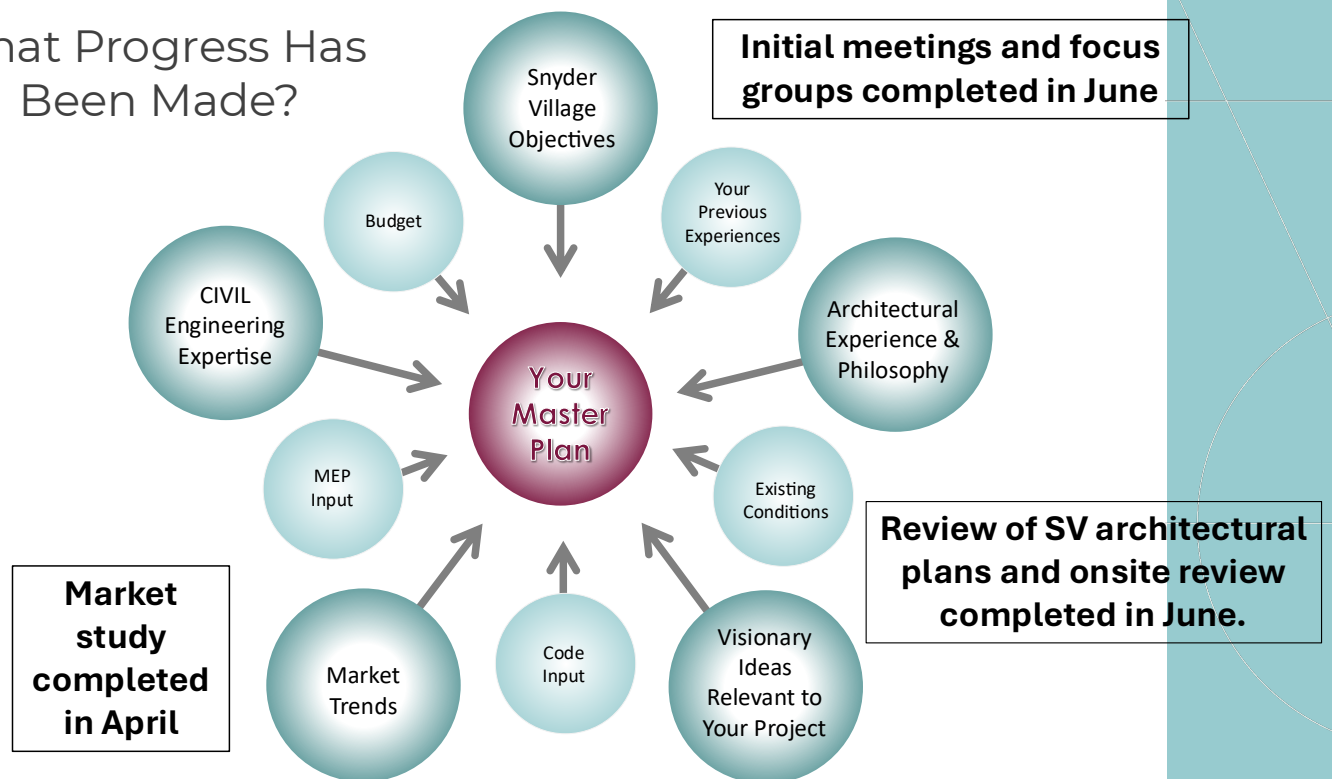 hat Progress Has
Been Made?
Initial meetings and focus
groups completed in June
Snyder
Village
Objectives
Budget
Your
Previous
Experiences
CIVIL
Engineering
Expertise
Architectural
Experience &
Philosophy
Your
Master
Plan
MEP
Input
Existing
Conditions
Review of SV architectural
plans and onsite review
completed in June.
Market
study
completed
in April
Market
Trends
Code
Input
Visionary
Ideas
Relevant to
Your Project